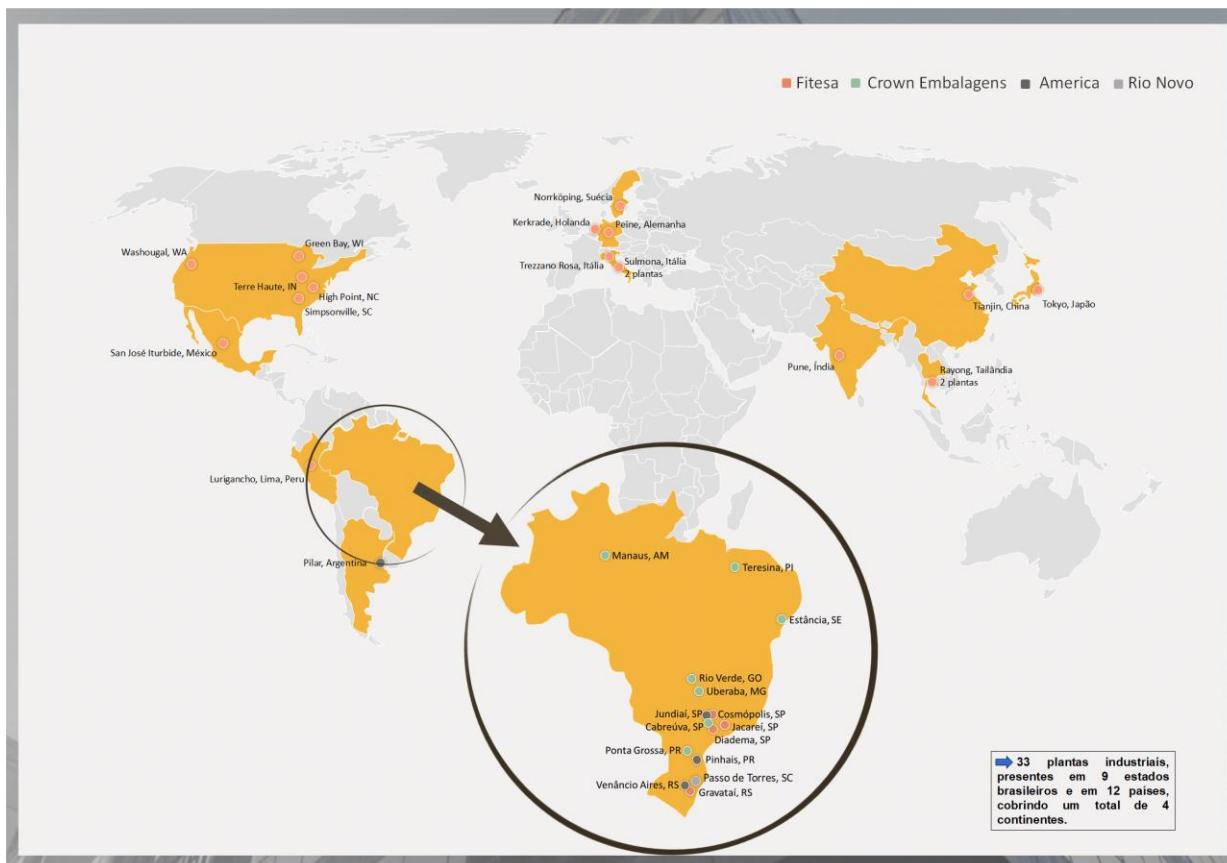 Fitesa Crown Embalagens America Rio Novo
Norrköping, Suécia
Kerkrade, Holanda
Peine, Alemanha
Trezzano Rosa, Itália
Sulmona, Itália
2 plantas
Washougal, WA
Green Bay, WI
Terre Haute, IN
High Point, NC
Simpsonville, SC
San José Iturbide, México
Tianjin, China
Tokyo, Japão
Pune, Índia
Rayong, Tailândia
2 plantas
Lurigancho, Lima, Peru
Pilar, Argentina
Manaus, AM
Teresina, PI
Estância, SE
Rio Verde, GO
Uberaba, MG
Jundiaí, SP
Cosmópolis, SP
Cabreúva, SP
Jacareí, SP
Diadema, SP
Ponta Grossa, PR
Pinhais, PR
Passo de Torres, SC
Venâncio Aires, RS
Gravataí, RS
33 plantas industriais,
presentes em 9 estados
brasileiros e em 12 países,
cobrindo um total de 4
continentes.